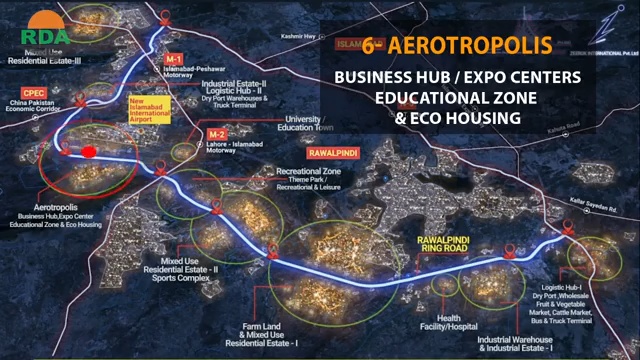 RDA
6- AEROTROPOLIS
BUSINESS HUB / EXPO CENTERS
EDUCATIONAL ZONE
& ECO HOUSING
Kashmir Hwy
Mixed Use
Residential Estate-III
M-1
Islamabad-Peshawar
Motorway
CPEC
China Pakistan
Economic Corridor
Industrial Estate-II
Logistic Hub - II
Dry Port Warehouses &
Truck Terminal
New
Islamabad
International
Airport
University /
Education Town
M-2
Lahore - Islamabad
Motorway
RAWALPINDI
Recreational Zone
Theme Park /
Recreatiorial & Leisure
Aerotropolis
Business Hub,Expo Center
Educational Zone & Eco Housing
Kallar Sayedan Rd.
Mixed Use
Residential Estate - II
Sports Complex
RAWALPINDI
RING ROAD
Logistic Hub-I
Dry Port ,Wholesale
Fruit & Vegetable
Market, Cattle Market,
Bus & Truck Terminal
Farm Land
& Mixed Use
Residential Estate - I
Health
Facility/Hospital
Industrial Warehouse
& Industrial Estate - I